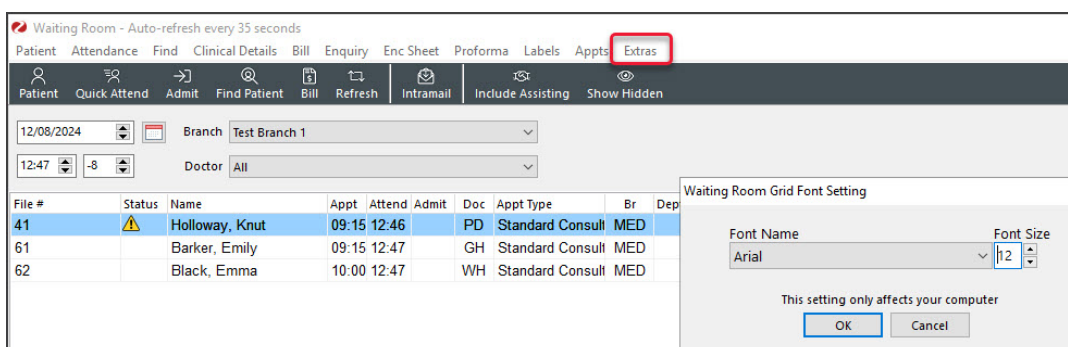 Waiting Room - Auto-refresh every 35 seconds
Patient Attendance Find Clinical Details Bill Enquiry Enc Sheet Proforma Labels Appts Extras
Patient Quick Attend Admit Find Patient Bill Refresh Intramail Include Assisting Show Hidden
12/08/2024 Branch Test Branch 1
12:47 -8 Doctor All
File # Status Name Appt Attend Admit Doc Appt Type Br Dept
41 Holloway, Knut 09:15 12:46 PD Standard Consult MED
61 Barker, Emily 09:15 12:47 GH Standard Consult MED
62 Black, Emma 10:00 12:47 WH Standard Consult MED
Waiting Room Grid Font Setting
Font Name Font Size
Arial 12
This setting only affects your computer
OK Cancel